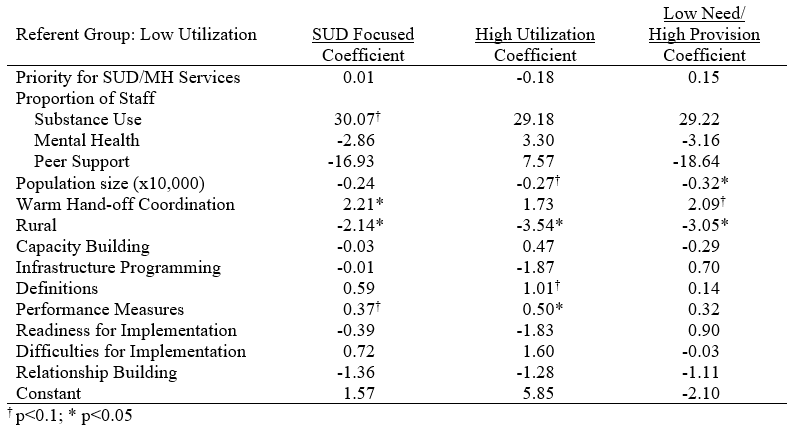 Low Need/
Referent Group: Low Utilization SUD Focused High Utilization High Provision
Coefficient Coefficient Coefficient
Priority for SUD/MH Services 0.01 -0.18 0.15
Proportion of Staff
Substance Use 30.07† 29.18 29.22
Mental Health -2.86 3.30 -3.16
Peer Support -16.93 7.57 -18.64
Population size (x10,000) -0.24 -0.27† -0.32*
Warm Hand-off Coordination 2.21* 1.73 2.09†
Rural -2.14* -3.54* -3.05*
Capacity Building -0.03 0.47 -0.29
Infrastructure Programming -0.01 -1.87 0.70
Definitions 0.59 1.01† 0.14
Performance Measures 0.37† 0.50* 0.32
Readiness for Implementation -0.39 -1.83 0.90
Difficulties for Implementation 0.72 1.60 -0.03
Relationship Building -1.36 -1.28 -1.11
Constant 1.57 5.85 -2.10
† p<0.1; * p<0.05